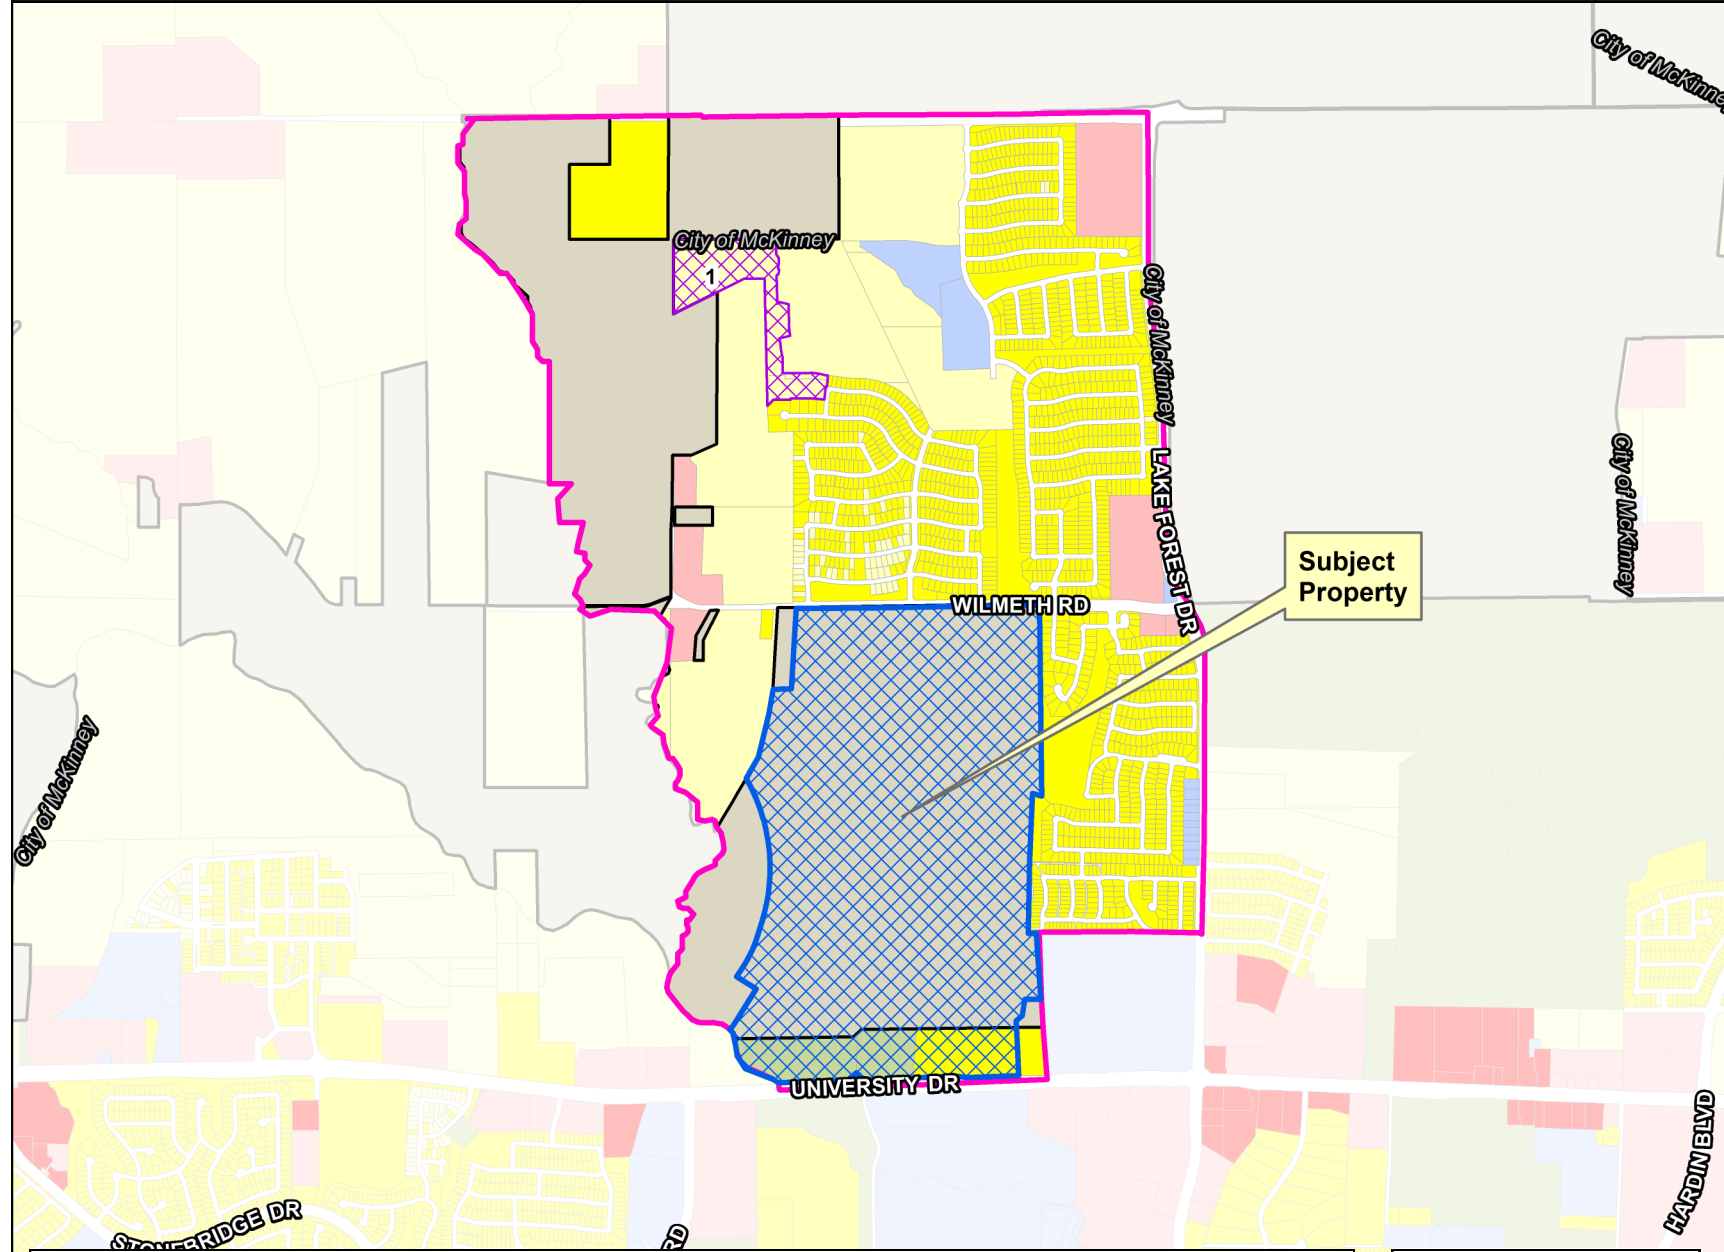 City of McKinney
City of McKinney
1
City of McKinney
LAKE FOREST DR
City of McKinney
Subject
Property
WILMETH RD
City of McKinney
UNIVERSITY DR
HARDIN BLVD
STONEBRIDGE DR
RD